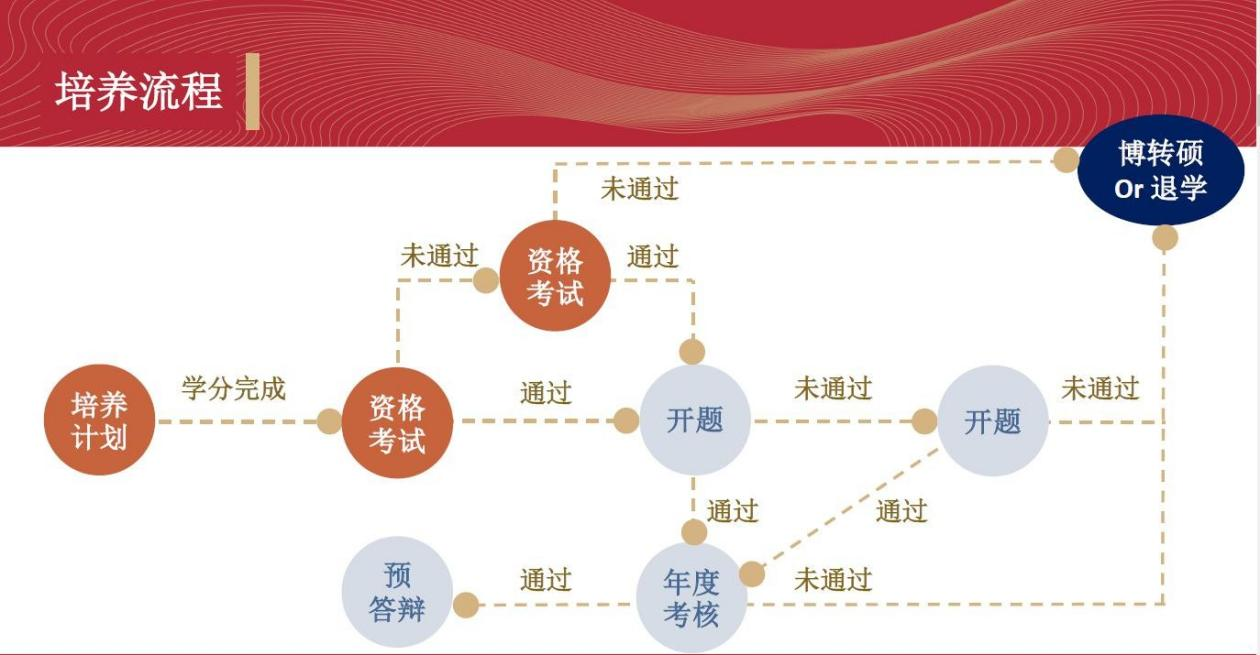 培养流程
博转硕
Or 退学
未通过
未通过
资格
考试
通过
培养
计划
学分完成
资格
考试
通过
开题
未通过
开题
未通过
通过
通过
预
答辩
通过
年度
考核
未通过